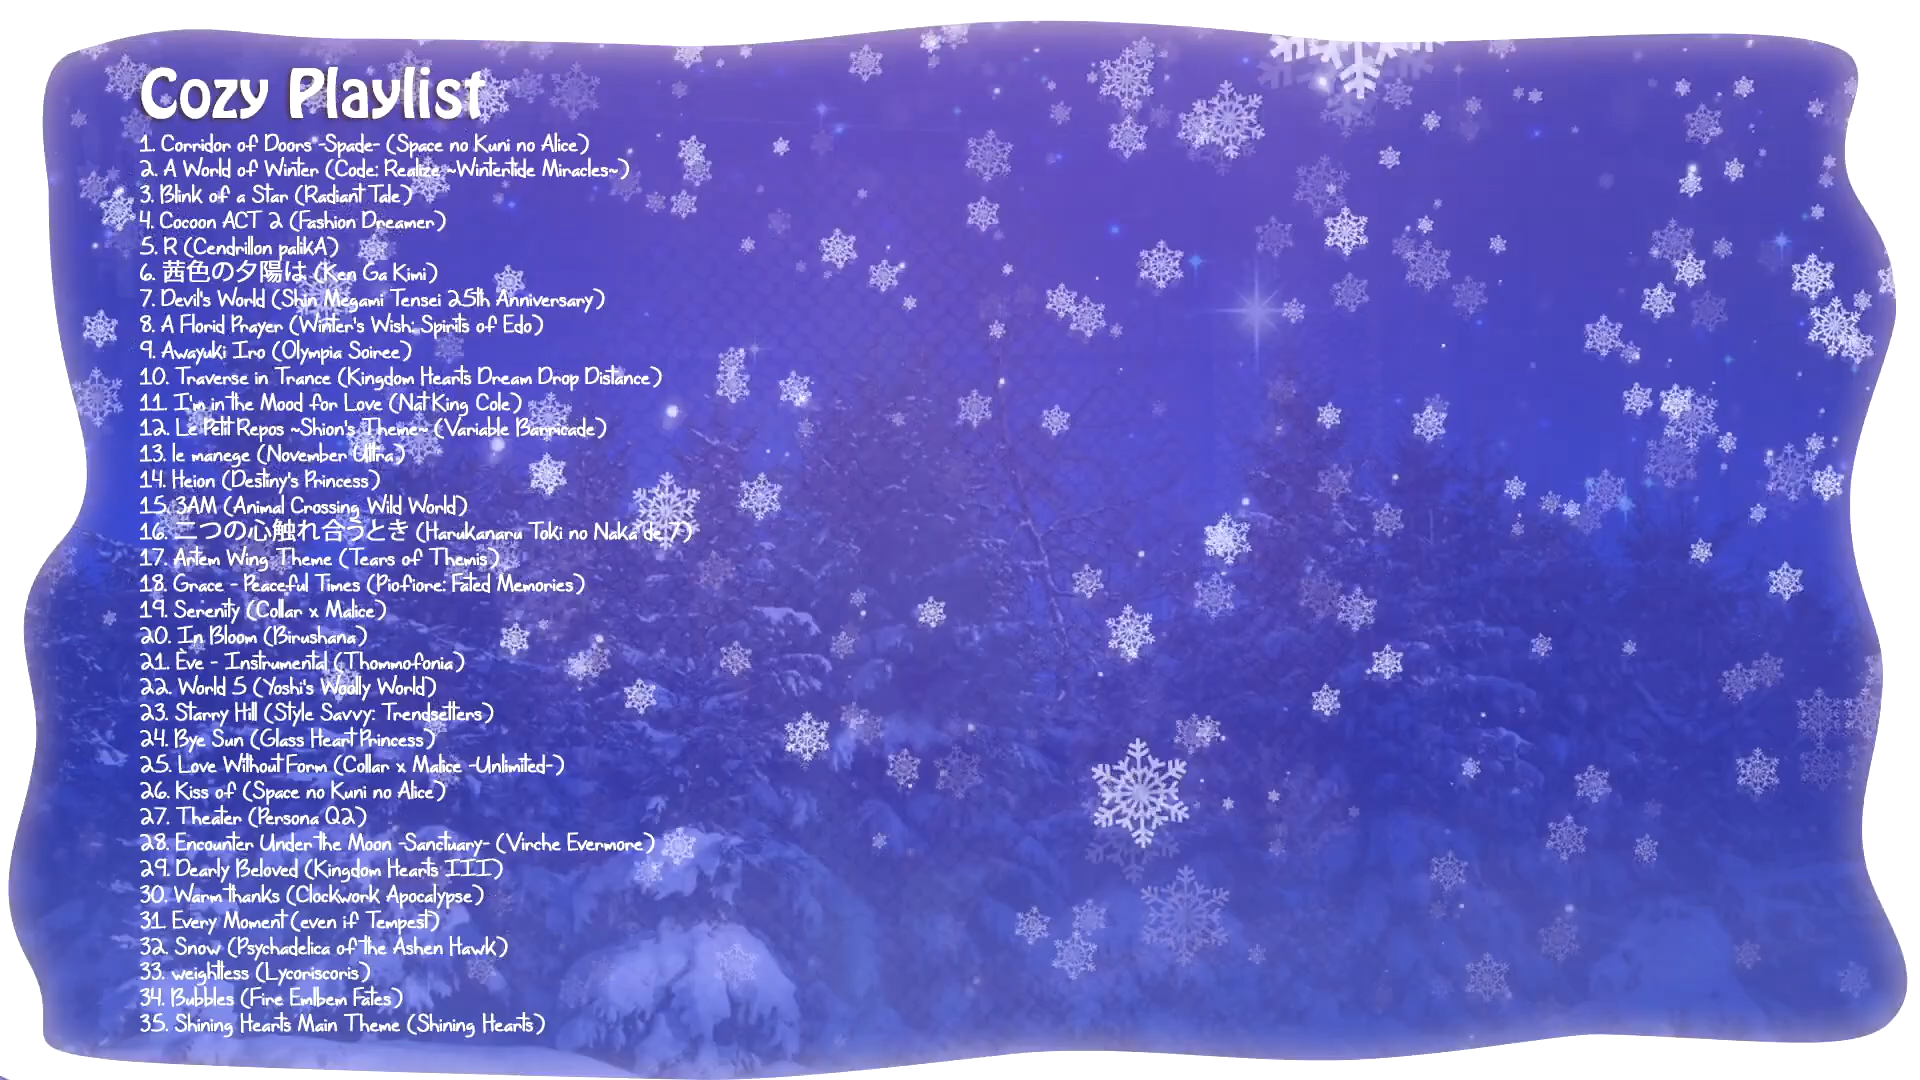 Cozy Playlist
1. Corridor of Doors -Spade- (Space no Kuni no Alice)
2. A World of Winter (Code: Realize ~Wintertide Miracles~)
3. Blink of a Star (Radiant Tale)
4. Cocoon ACT 2 (Fashion Dreamer)
5. R (Cendrillon palikA)
6. 茜色の夕陽は (Ken Ga Kimi)
7. Devil's World (Shin Megami Tensei 25th Anniversary)
8. A Florid Prayer (Winter's Wish: Spirits of Edo)
9. Awayuki Iro (Olympia Soiree)
10. Traverse in Trance (Kingdom Hearts Dream Drop Distance)
11. I'm in the Mood for Love (Nat King Cole)
12. Le Petit Repos ~Shion's Theme~ (Variable Barricade)
13. le manege (November Ultra)
14. Heion (Destiny's Princess)
15. 3AM (Animal Crossing Wild World)
16. 二つの心触れ合うとき (Harukanaru Toki no Naka de 7)
17. Artem Wing Theme (Tears of Themis)
18. Grace - Peaceful Times (Piofiore: Fated Memories)
19. Serenity (Collar x Malice)
20. In Bloom (Birushana)
21. Ève - Instrumental (Thommofonia)
22. World 5 (Yoshi's Woolly World)
23. Starry Hill (Style Savvy: Trendsetters)
24. Bye Sun (Glass Heart Princess)
25. Love Without Form (Collar x Malice -Unlimited-)
26. Kiss of (Space no Kuni no Alice)
27. Theater (Persona Q2)
28. Encounter Under the Moon -Sanctuary- (Virche Evermore)
29. Dearly Beloved (Kingdom Hearts III)
30. Warm thanks (Clockwork Apocalypse)
31. Every Moment (even if Tempest)
32. Snow (Psychadelica of the Ashen Hawk)
33. weightless (Lycoriscoris)
34. Bubbles (Fire Emlbem Fates)
35. Shining Hearts Main Theme (Shining Hearts)